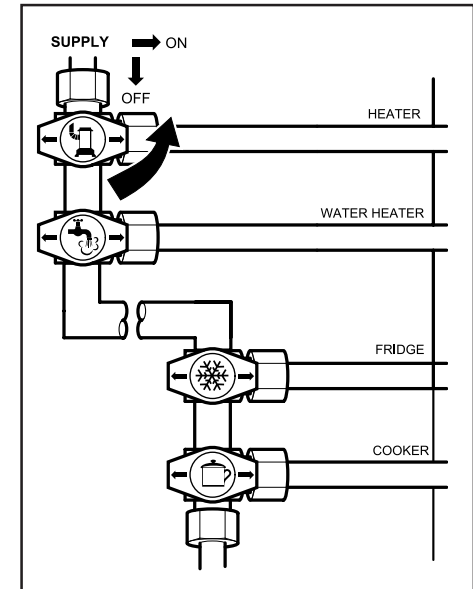 SUPPLY ON
OFF
HEATER
WATER HEATER
FRIDGE
COOKER